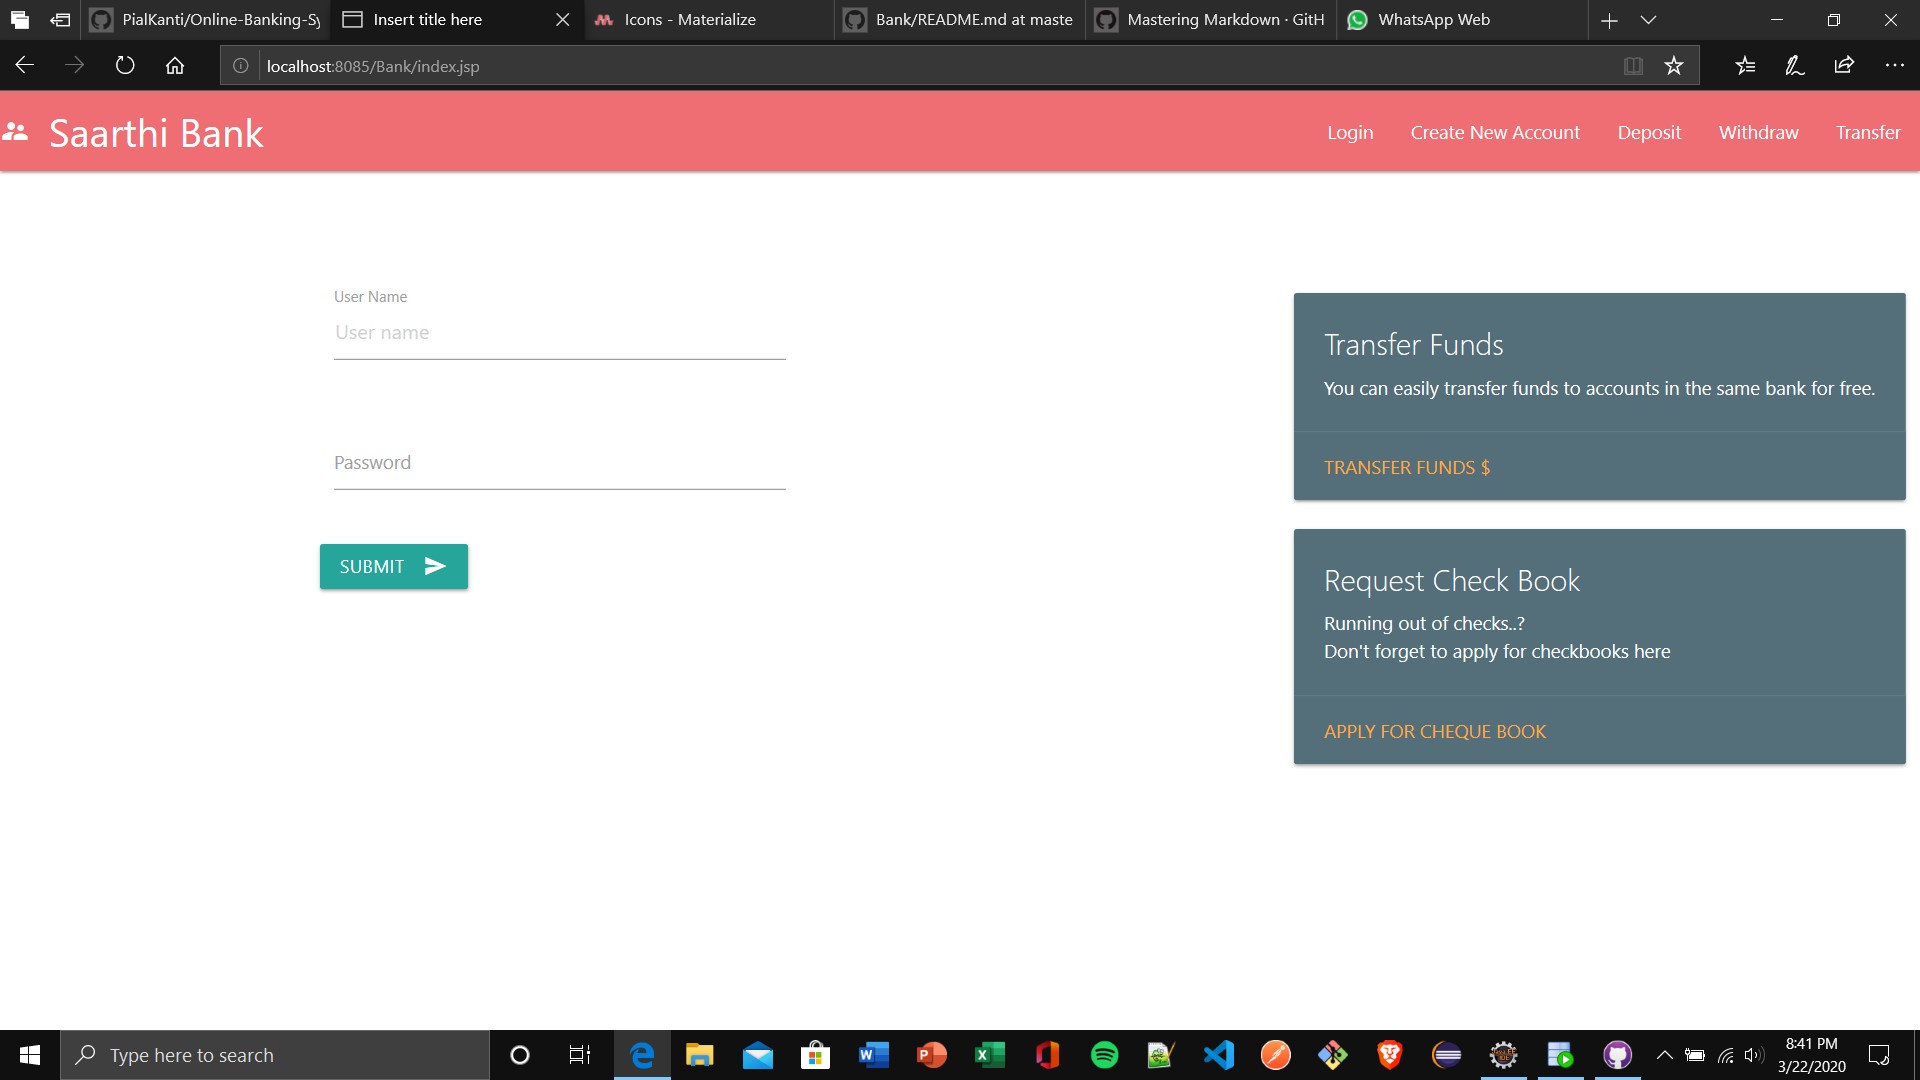 PialKanti/Online-Banking-Sy
Insert title here
Icons - Materialize
Bank/README.md at maste
Mastering Markdown · GitH
WhatsApp Web
localhost:8085/Bank/index.jsp
Saarthi Bank
Login
Create New Account
Deposit
Withdraw
Transfer
User Name
User name
Password
SUBMIT
Transfer Funds
You can easily transfer funds to accounts in the same bank for free.
TRANSFER FUNDS $
Request Check Book
Running out of checks..?
Don't forget to apply for checkbooks here
APPLY FOR CHEQUE BOOK
Type here to search
8:41 PM
3/22/2020